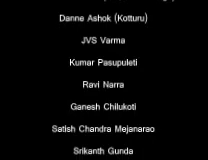 Danne Ashok (Kotturu)
JVS Varma
Kumar Pasupuleti
Ravi Narra
Ganesh Chilukoti
Satish Chandra Mejanarao
Srikanth Gunda